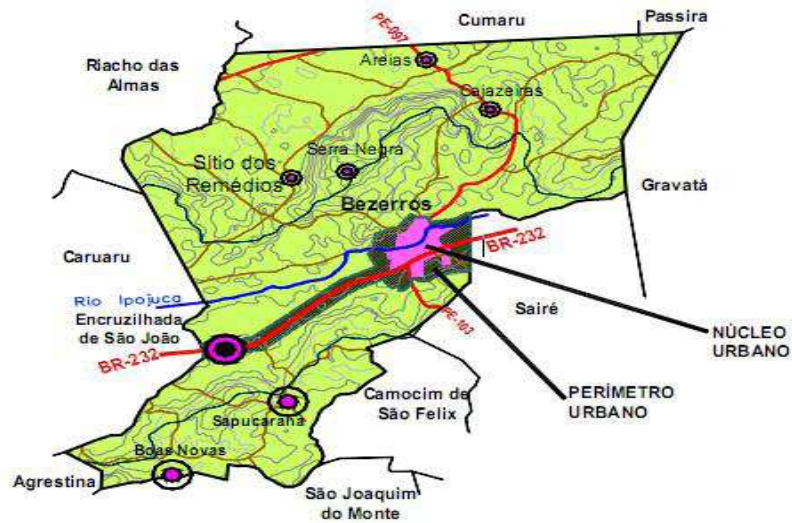 Cumaru
Passira
PE-097
Riacho das
Almas
Areias
Cajazeiras
Serra Negra
Sítio dos
Remédios
Gravatá
Bezerros
Caruaru
BR-232
Rio Ipojuca
Sairé
Encruzilhada
de São João
PE-103
NÚCLEO
URBANO
BR-232
PERÍMETRO
URBANO
Camocim de
São Felix
Sapucarana
Boas Novas
Agrestina
São Joaquim
do Monte